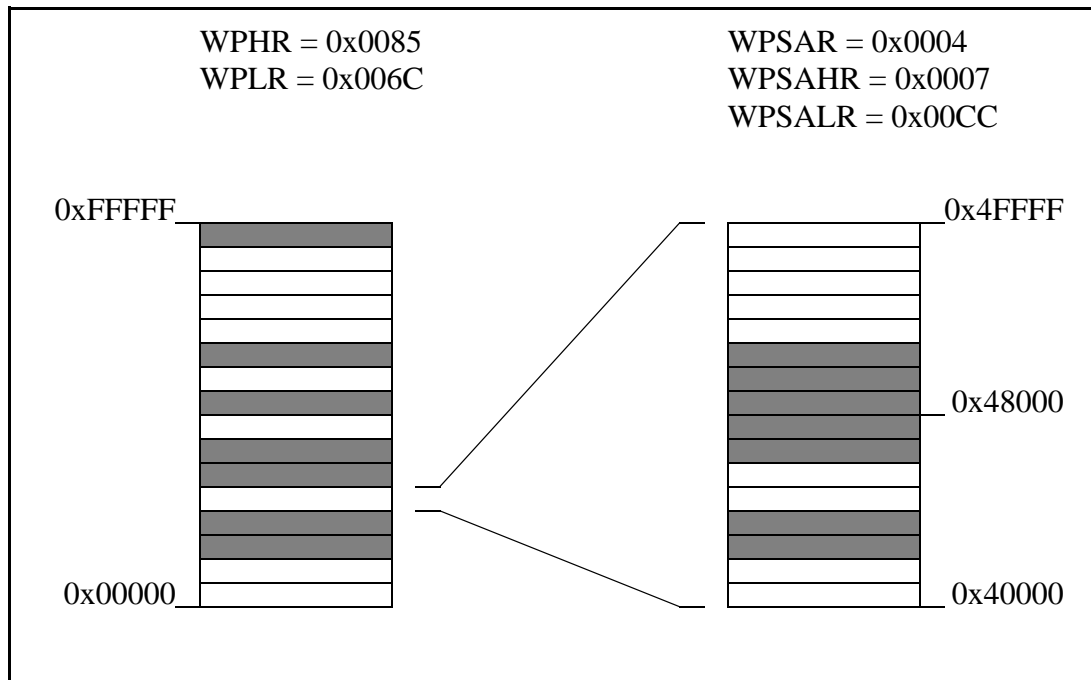 WPHR = 0x0085
WPLR = 0x006C
WPSAR = 0x0004
WPSAHR = 0x0007
WPSALR = 0x00CC
0xFFFFF
0x00000
0x4FFFF
0x48000
0x40000